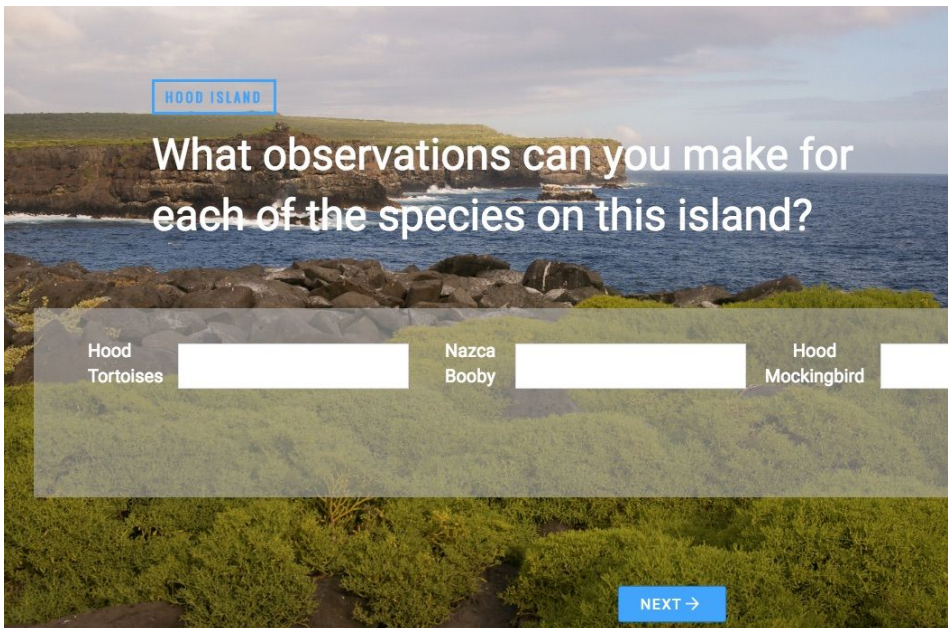 HOOD ISLAND
What observations can you make for
each of the species on this island?
Hood
Tortoises
Nazca
Booby
Hood
Mockingbird
NEXT →